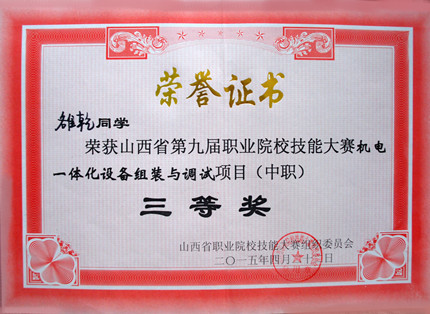 荣誉证书
雄乾同学
荣获山西省第九届职业院校技能大赛机电
一体化设备组装与调试项目（中职）
三等奖
山西省职业院校技能大赛组织委员会
二〇一五年四月二十二日